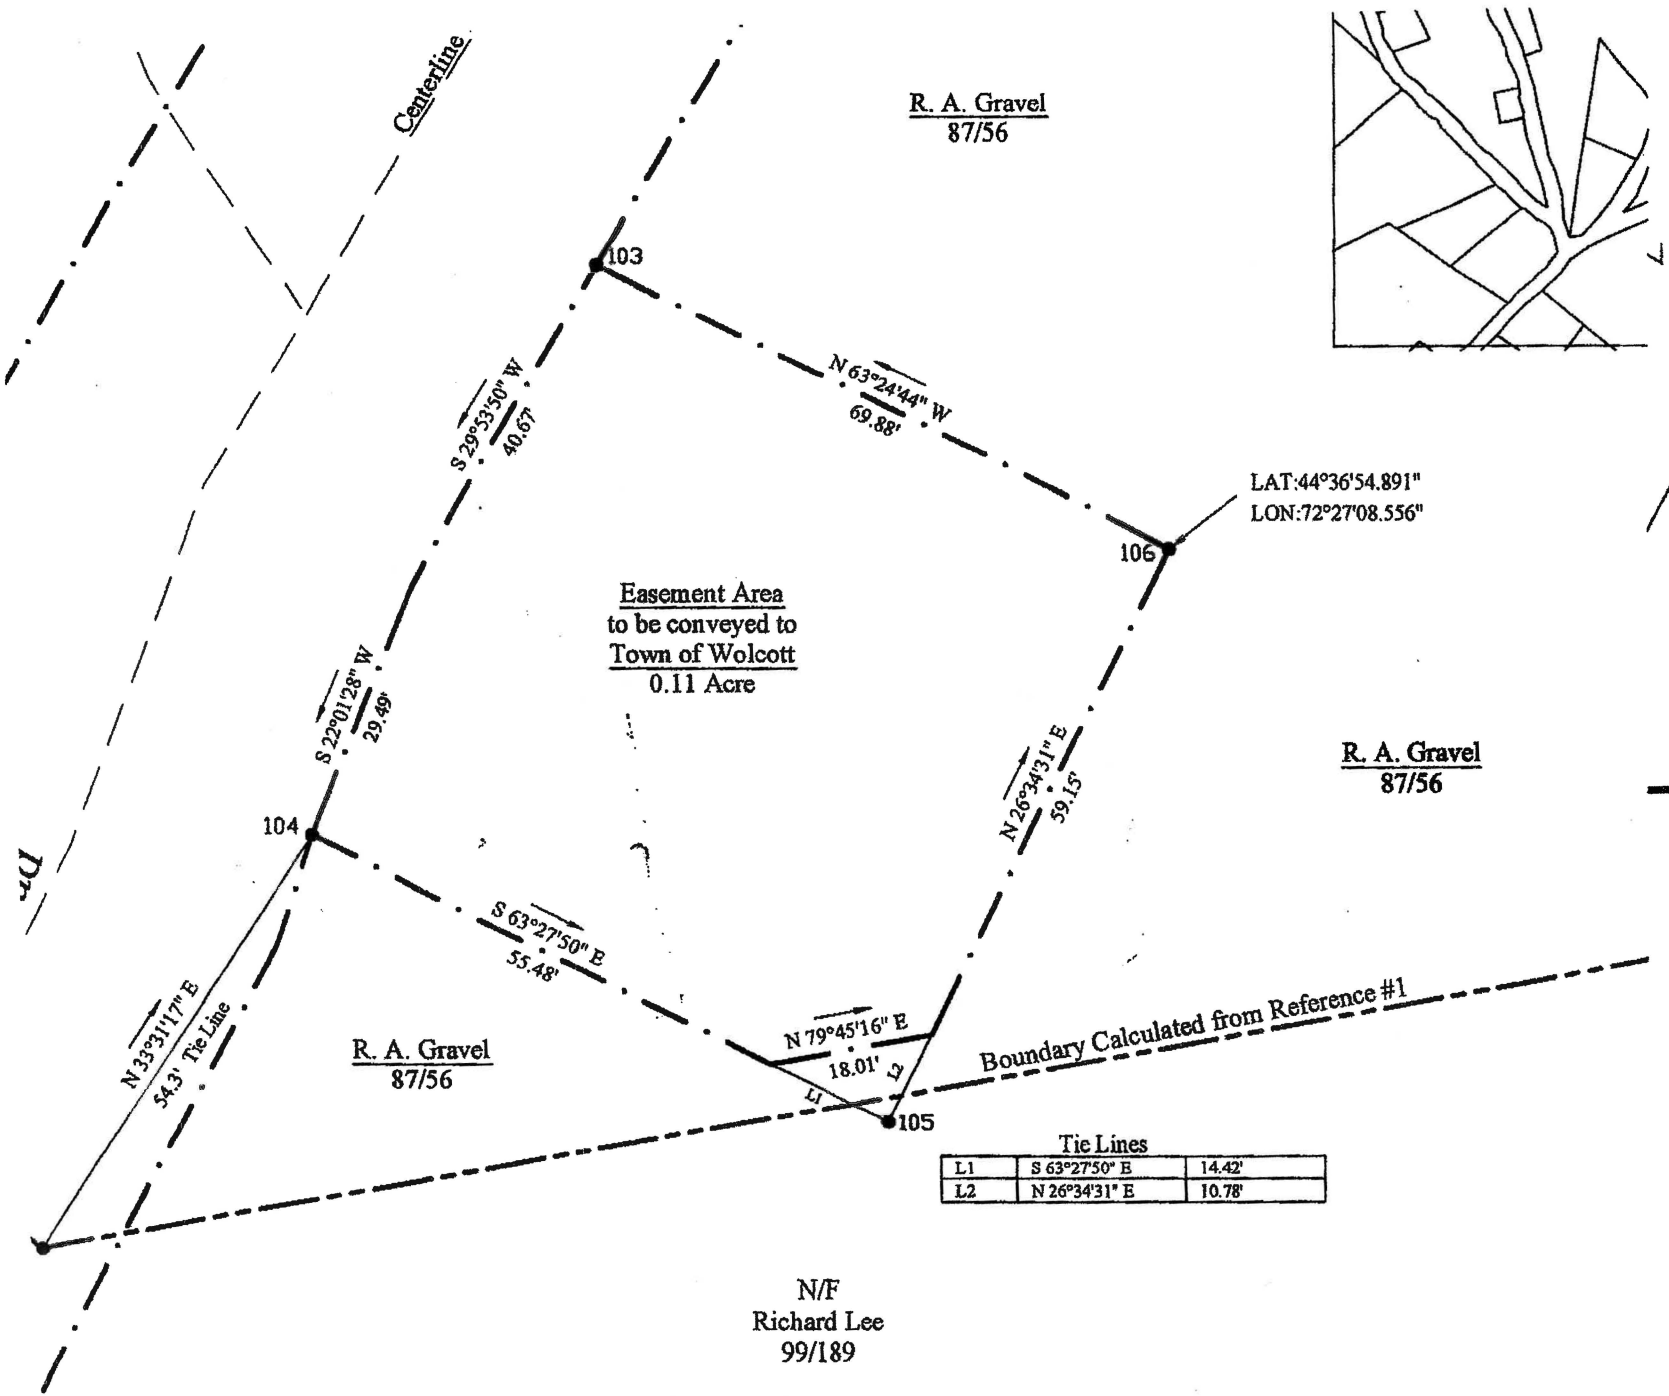 Centerline
R. A. Gravel
87/56
103
N 63°24'44" W
69.88'
S 29°53'50" W
40.67'
LAT:44°36'54.891"
LON:72°27'08.556"
106
Easement Area
to be conveyed to
Town of Wolcott
0.11 Acre
S 22°01'28" W
29.49'
N 26°34'31" E
59.15'
R. A. Gravel
87/56
104
S 63°27'50" E
55.48'
N 33°31'17" E
54.3' Tie Line
R. A. Gravel
87/56
N 79°45'16" E
18.01'
L1
L2
Boundary Calculated from Reference #1
105
Tie Lines
L1 S 63°27'50" E 14.42'
L2 N 26°34'31" E 10.78'
N/F
Richard Lee
99/189